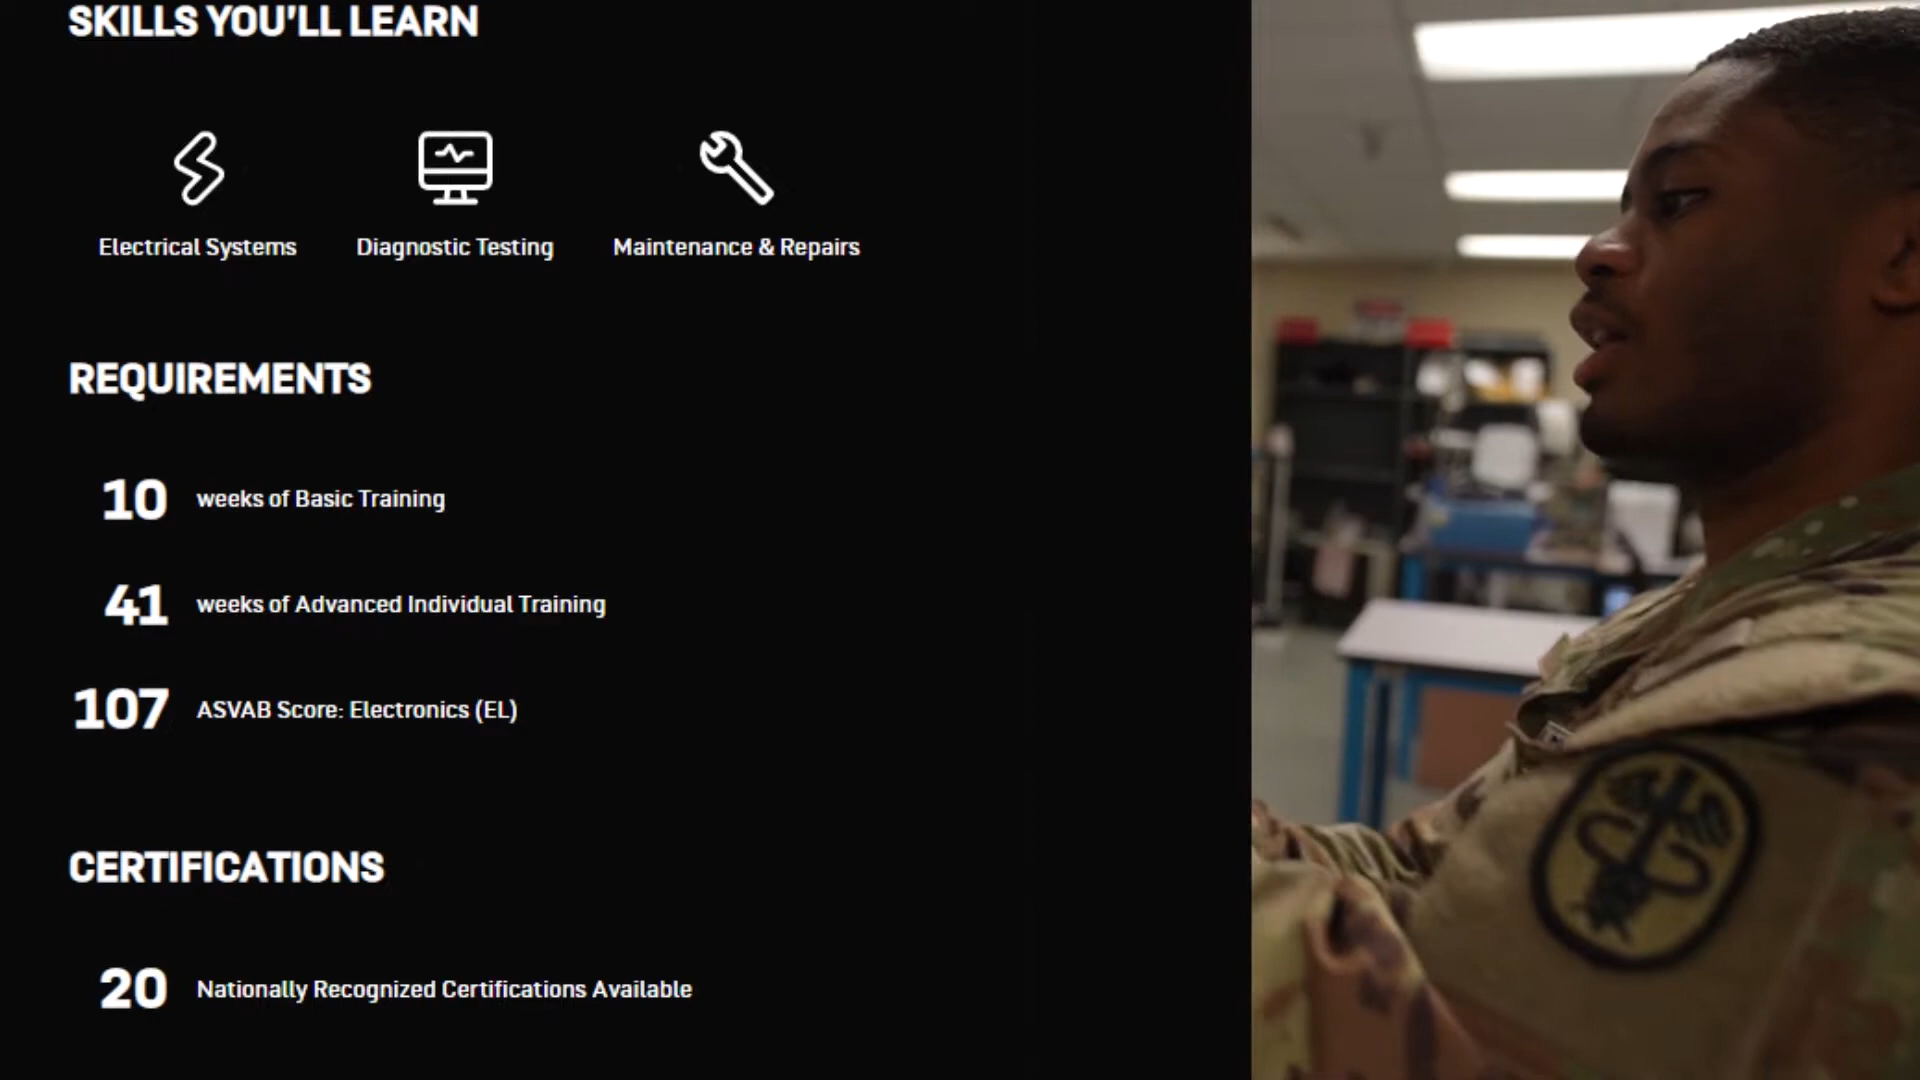 SKILLS YOU'LL LEARN
Electrical Systems
Diagnostic Testing
Maintenance & Repairs
REQUIREMENTS
10 weeks of Basic Training
41 weeks of Advanced Individual Training
107 ASVAB Score: Electronics (EL)
CERTIFICATIONS
20 Nationally Recognized Certifications Available